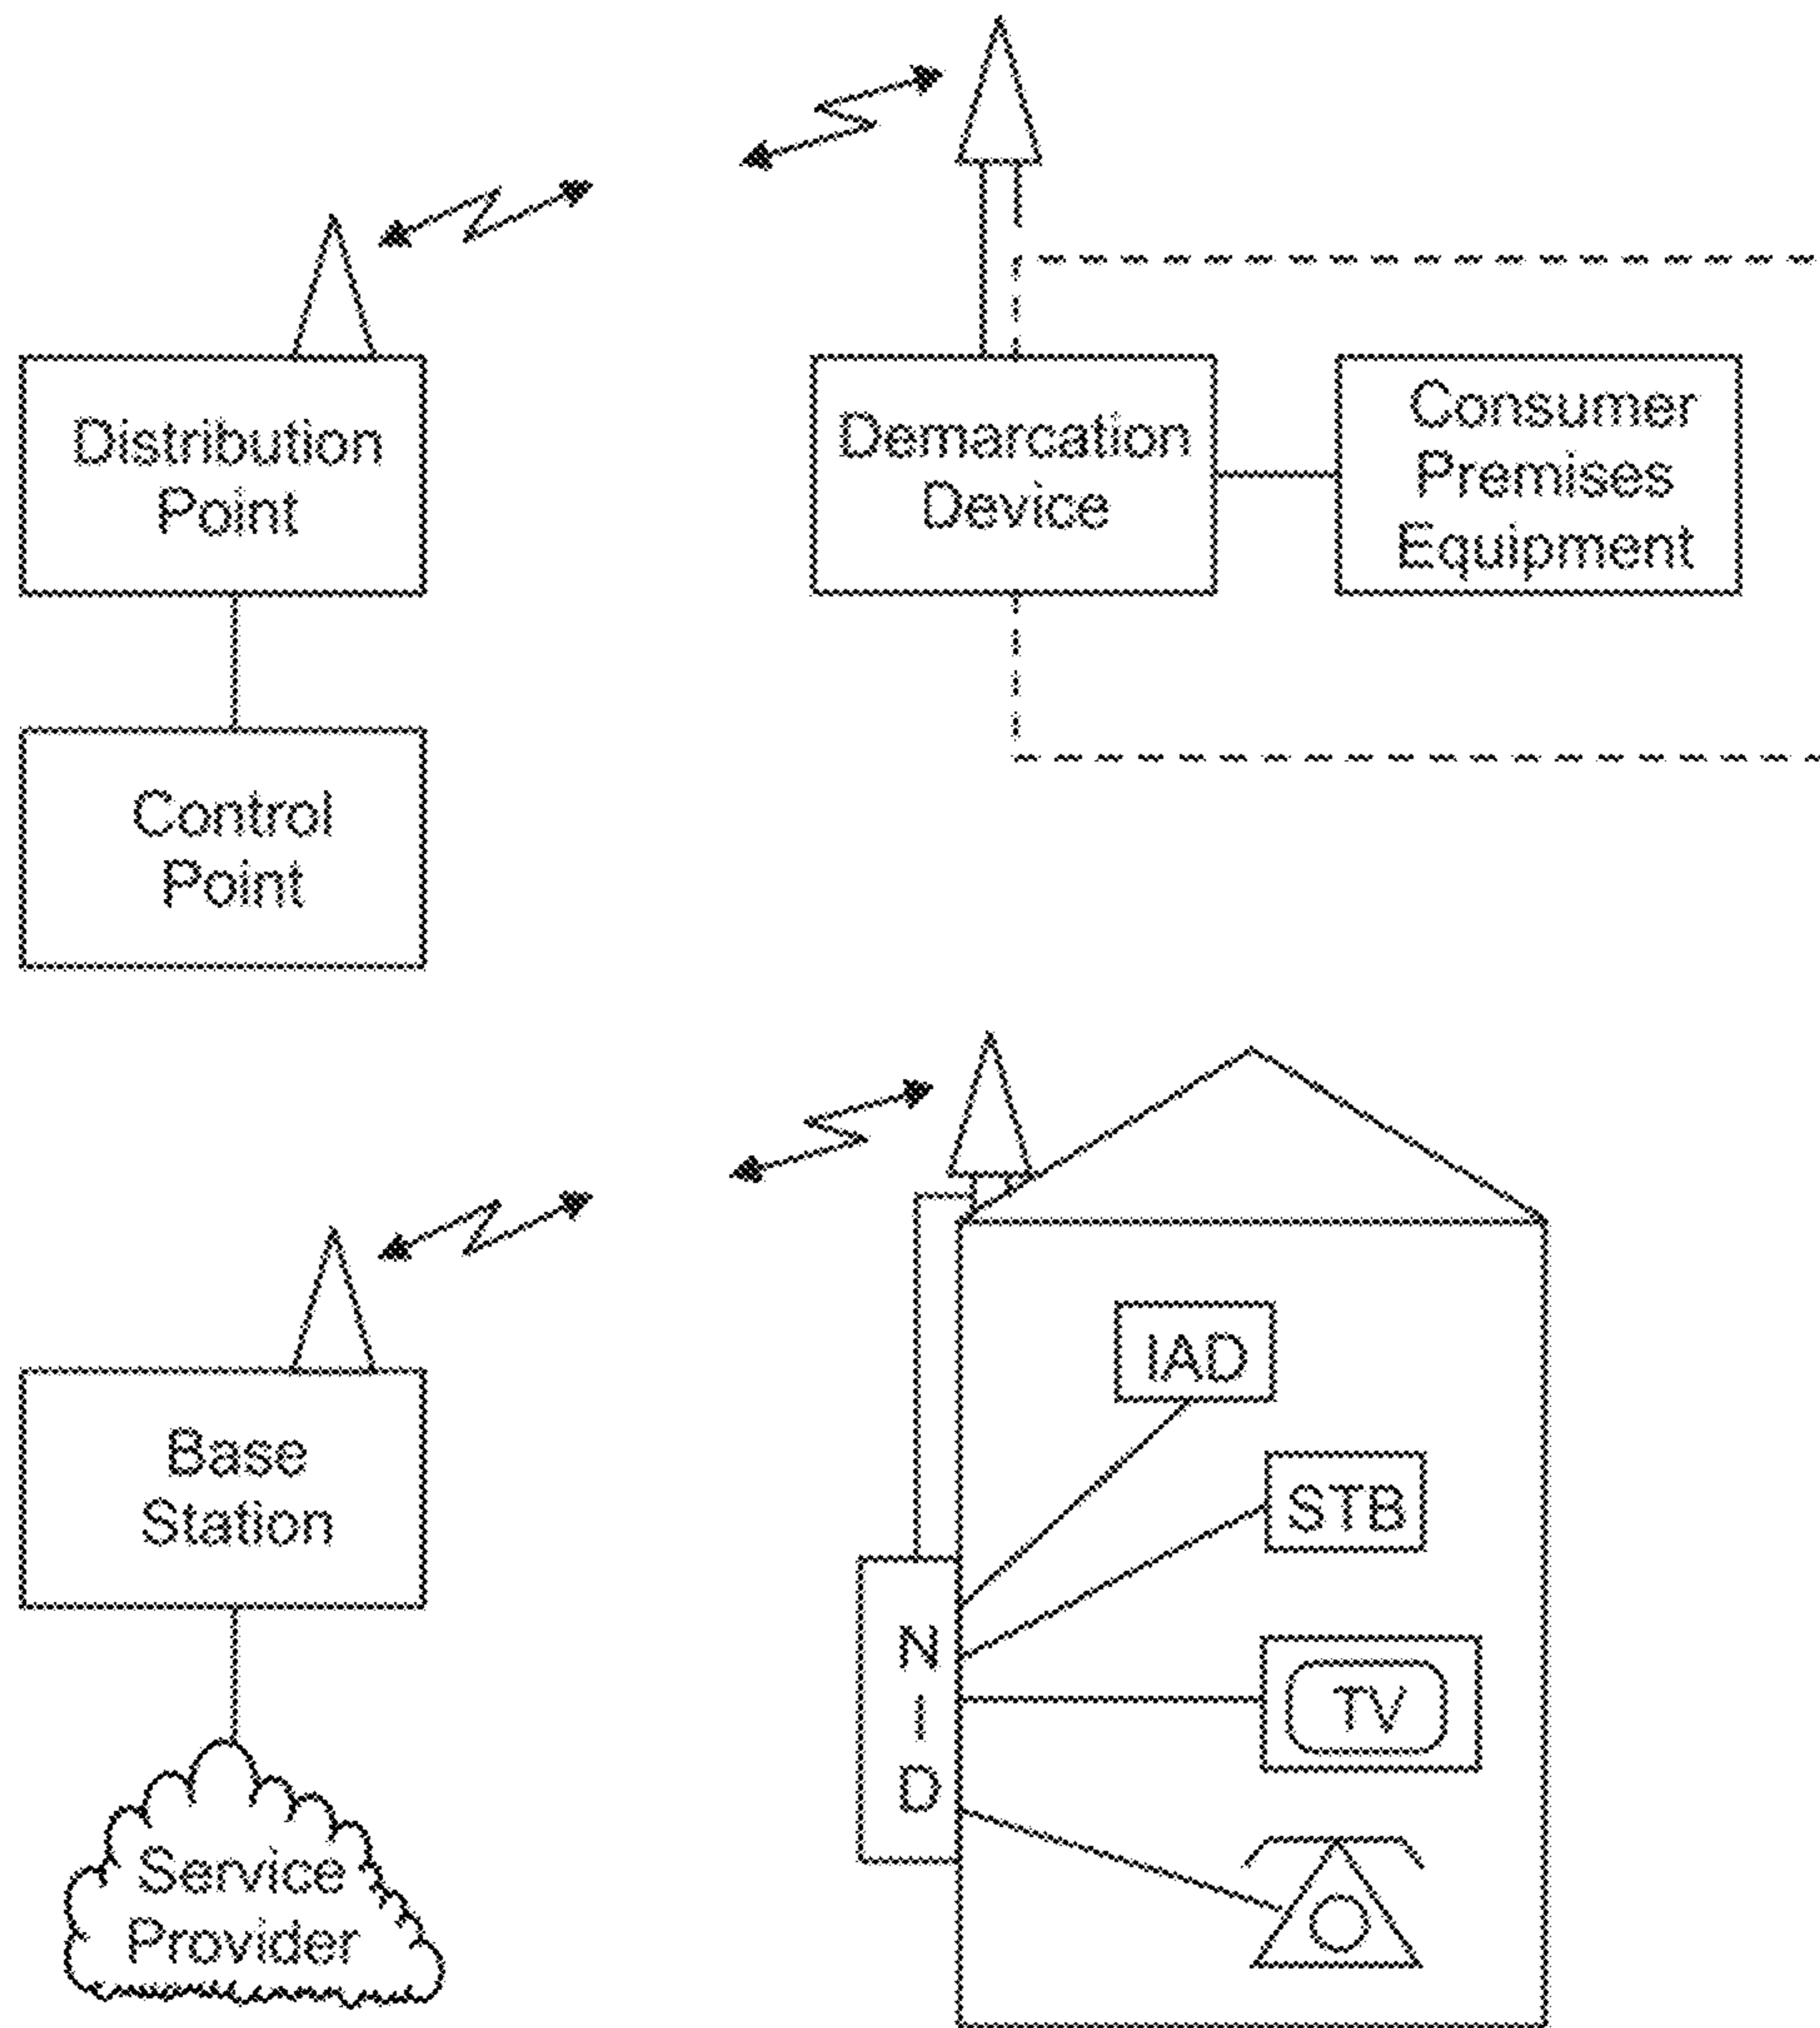 Distribution
Point
Demarcation
Device
Consumer
Premises
Equipment
Control
Point
Base
Station
Service
Provider
IAD
STB
TV
N
I
D